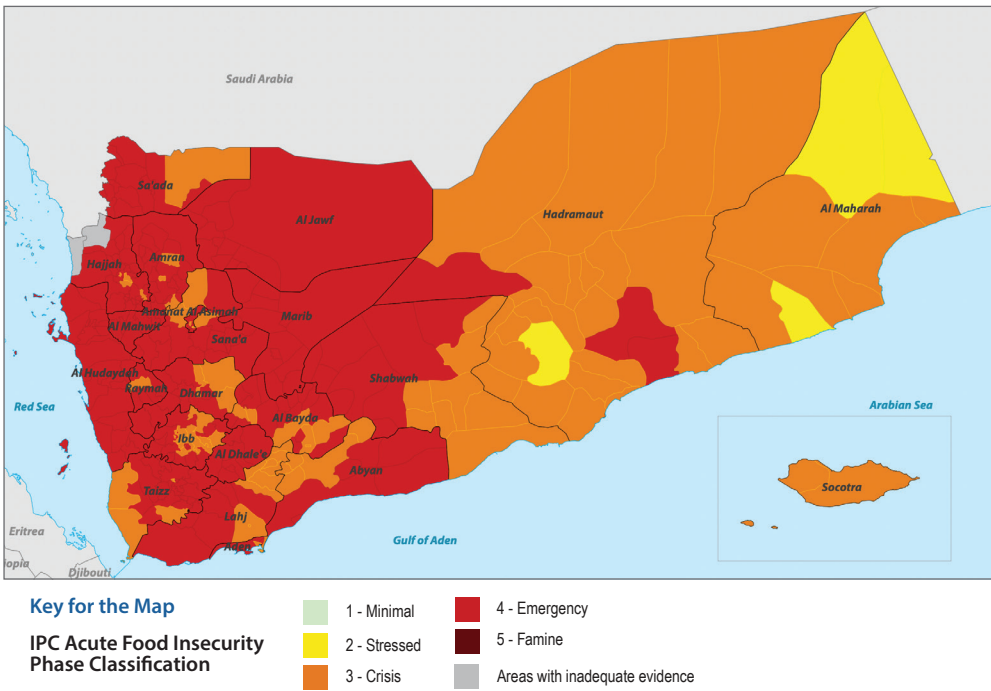 Saudi Arabia
Sa'ada
Al Jawf
Hadramaut
Al Maharah
Hajjah
Amran
Amanat Al Asimah
Marib
Al Mahwit
Sana'a
Al Hudaydah
Raymah
Dhamar
Shabwah
Red Sea
Arabian Sea
Al Bayda
Ibb
Al Dhale'e
Abyan
Taizz
Socotra
Lahj
Eritrea
Aden
Gulf of Aden
iopia
Djibouti
Key for the Map
IPC Acute Food Insecurity
Phase Classification
1 - Minimal
2 - Stressed
3 - Crisis
4 - Emergency
5 - Famine
Areas with inadequate evidence